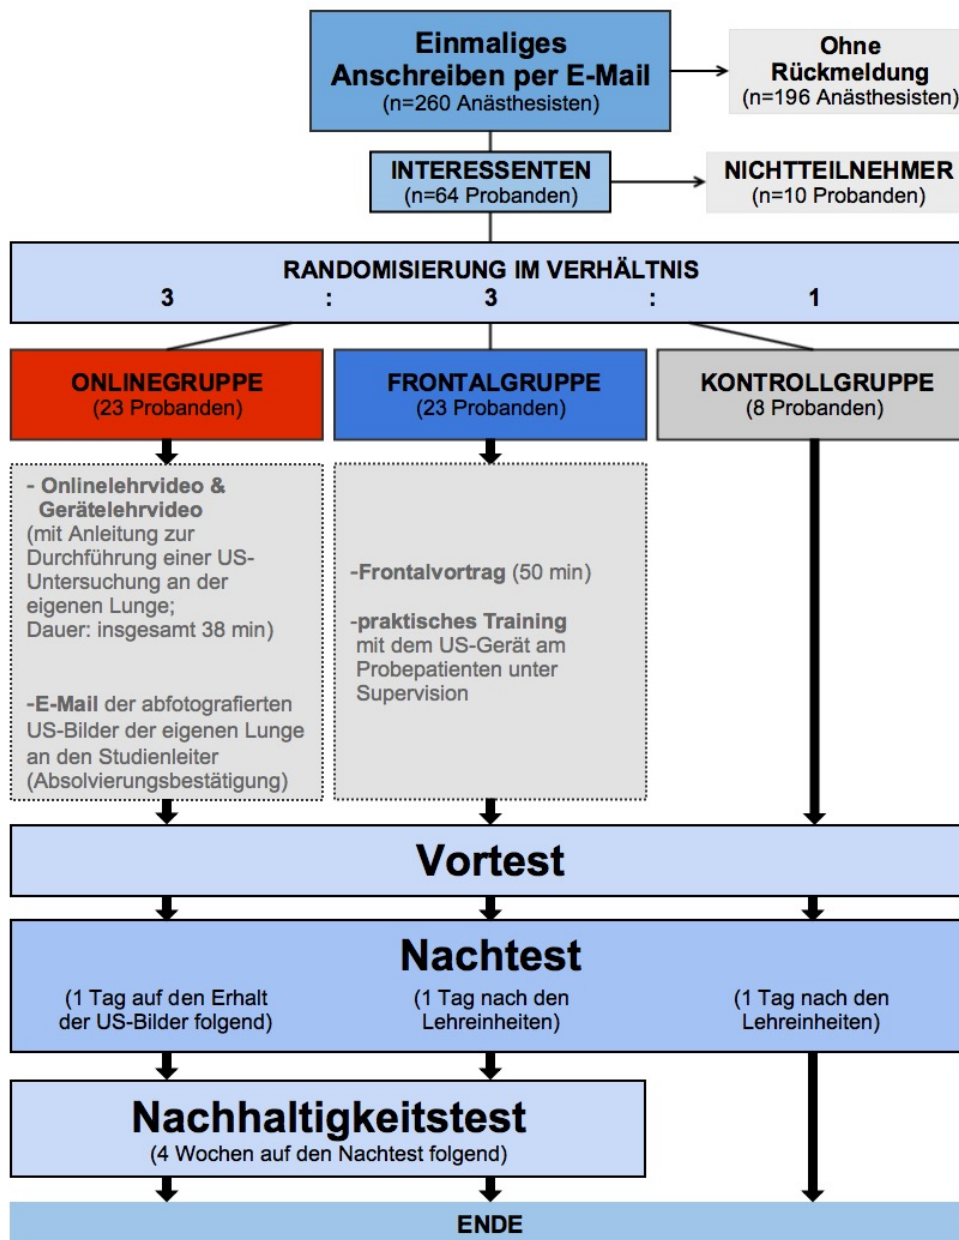 Einmaliges
Anschreiben per E-Mail
(n=260 Anästhesisten)
Ohne
Rückmeldung
(n=196 Anästhesisten)
INTERESSENTEN
(n=64 Probanden)
NICHTTEILNEHMER
(n=10 Probanden)
RANDOMISIERUNG IM VERHÄLTNIS
3 : 3 : 1
ONLINEGRUPPE
(23 Probanden)
FRONTALGRUPPE
(23 Probanden)
KONTROLLGRUPPE
(8 Probanden)
- Onlinelehrvideo &
Gerätelehrvideo
(mit Anleitung zur
Durchführung einer US-
Untersuchung an der
eigenen Lunge;
Dauer: insgesamt 38 min)
-E-Mail der abfotografierten
US-Bilder der eigenen Lunge
an den Studienleiter
(Absolvierungsbestätigung)
-Frontalvortrag (50 min)
-praktisches Training
mit dem US-Gerät am
Probepatienten unter
Supervision
Vortest
Nachtest
(1 Tag auf den Erhalt
der US-Bilder folgend)
(1 Tag nach den
Lehreinheiten)
(1 Tag nach den
Lehreinheiten)
Nachhaltigkeitstest
(4 Wochen auf den Nachtest folgend)
ENDE